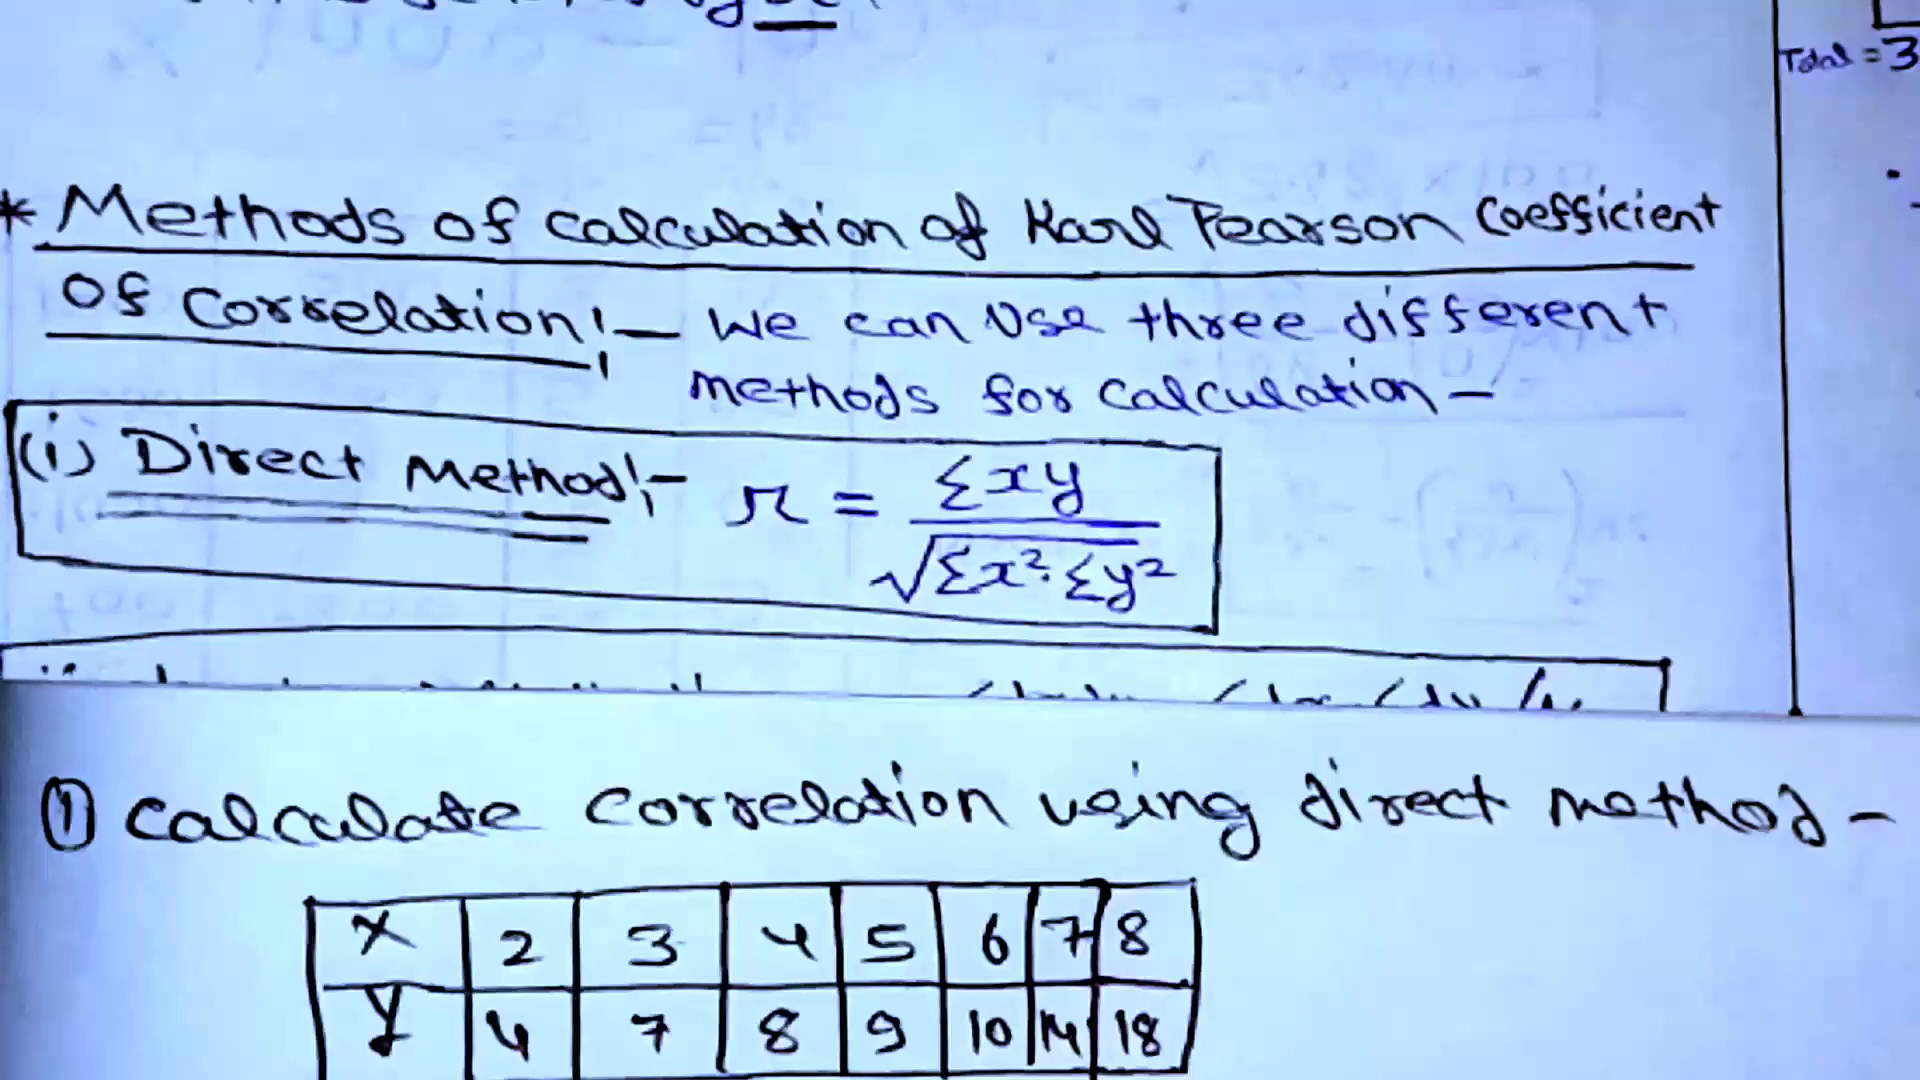 Total = 3
* Methods of calculation of Karl Pearson Coefficient
Of Correlation:- We can Use three different
methods for Calculation -
(i) Direct Method:- r = Σxy / √Σx²·Σy²
① Calculate Correlation using direct method -
X 2 3 4 5 6 7 8
Y 4 7 8 9 10 14 18